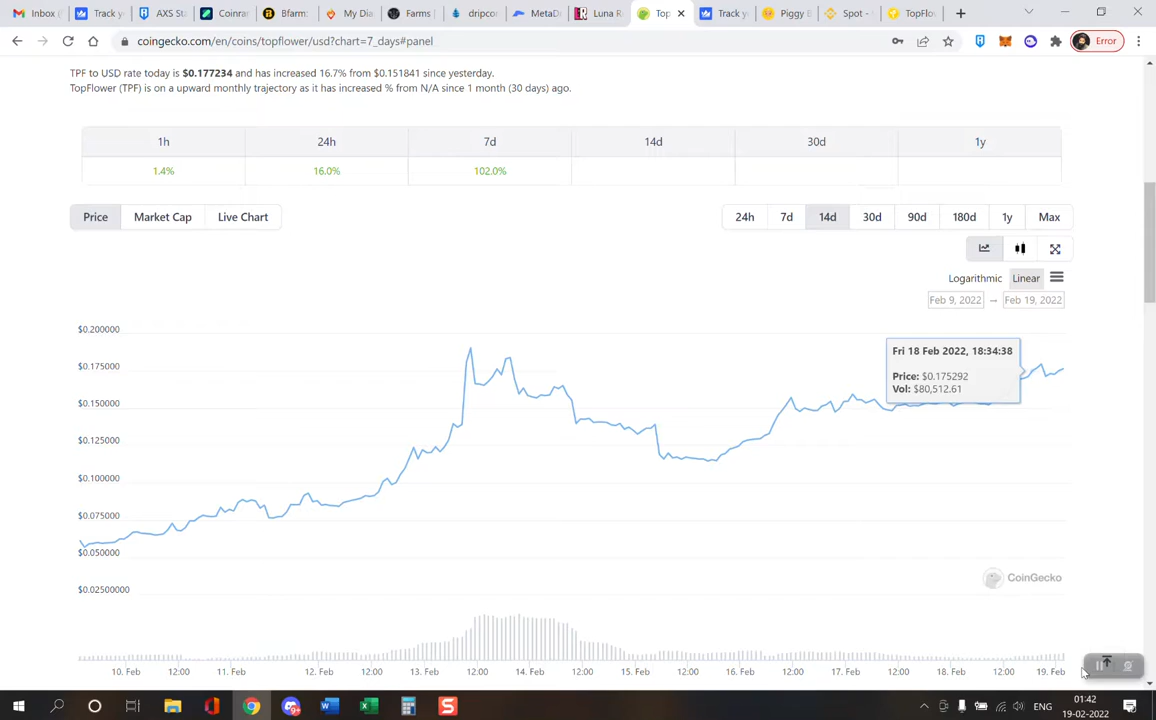 Inbox (
Track yo
AXS St
Coinra
Bfarm:
My Dia
Farms |
dripcor
MetaD
Luna R
Top
Track y
Piggy B
Spot -
TopFlo
coingecko.com/en/coins/topflower/usd?chart=7_days#panel
Error
TPF to USD rate today is $0.177234 and has increased 16.7% from $0.151841 since yesterday.
TopFlower (TPF) is on a upward monthly trajectory as it has increased % from N/A since 1 month (30 days) ago.
1h 24h 7d 14d 30d 1y
1.4% 16.0% 102.0%
Price Market Cap Live Chart 24h 7d 14d 30d 90d 180d 1y Max
Logarithmic Linear
Feb 9, 2022 → Feb 19, 2022
$0.200000
Fri 18 Feb 2022, 18:34:38
$0.175000
Price: $0.175292
Vol: $80,512.61
$0.150000
$0.125000
$0.100000
$0.075000
$0.050000
CoinGecko
$0.02500000
10. Feb 12:00 11. Feb 12. Feb 12:00 13. Feb 12:00 14. Feb 12:00 15. Feb 12:00 16. Feb 12:00 17. Feb 12:00 18. Feb 12:00 19. Feb
ENG
01:42
19-02-2022